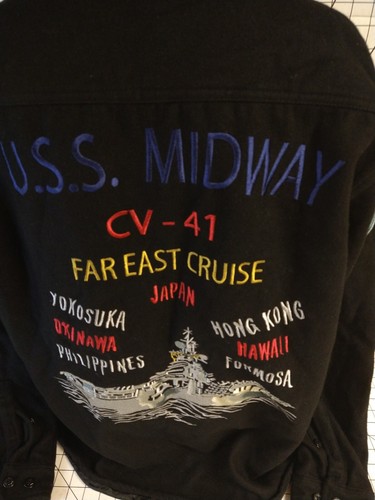 U.S.S. MIDWAY
CV - 41
FAR EAST CRUISE
JAPAN
YOKOSUKA
OKINAWA
PHILIPPINES
HONG KONG
HAWAII
FORMOSA